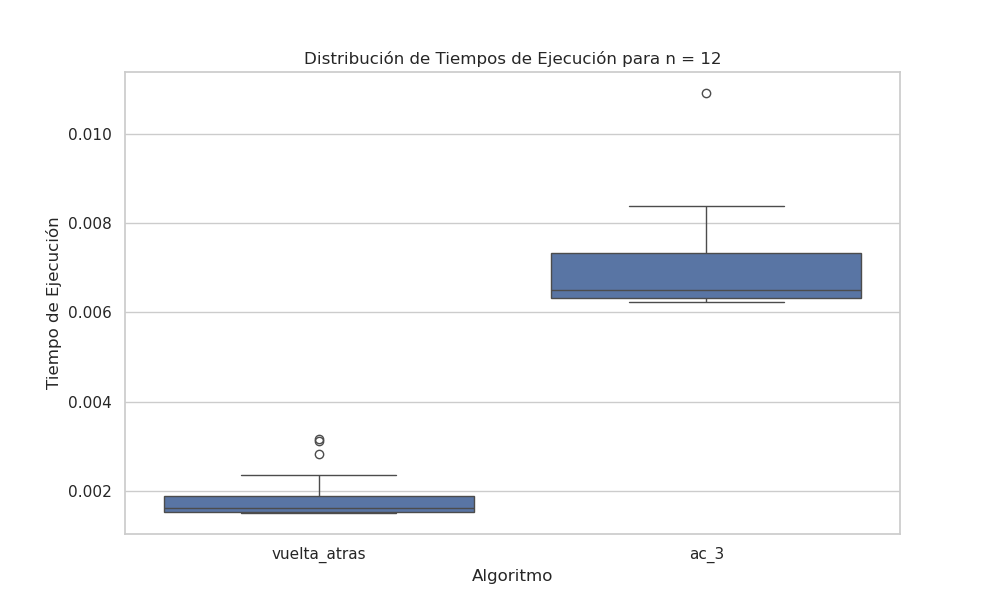 Distribución de Tiempos de Ejecución para n = 12
Tiempo de Ejecución
0.010
0.008
0.006
0.004
0.002
vuelta_atras
ac_3
Algoritmo